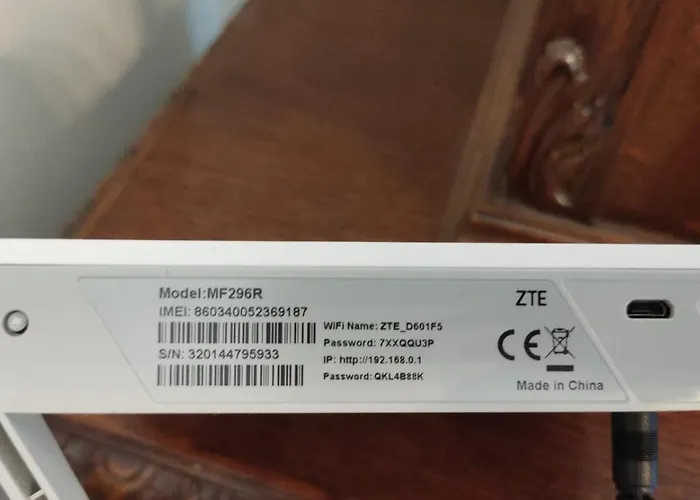 Model:MF296R
IMEI: 860340052369187
S/N: 320144795933
WiFi Name: ZTE_D601F5
Password: 7XXQQU3P
IP: http://192.168.0.1
Password: QKL4B88K
ZTE
CE
Made in China